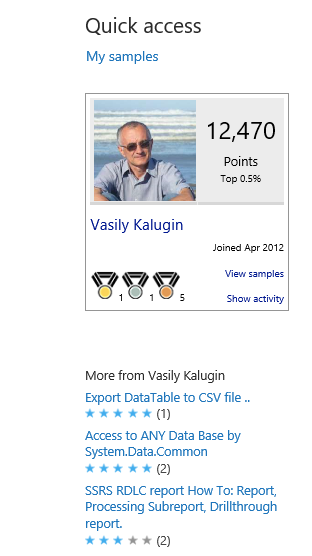 Quick access
My samples
12,470
Points
Top 0.5%
Vasily Kalugin
Joined Apr 2012
View samples
1 1 5
Show activity
More from Vasily Kalugin
Export DataTable to CSV file ..
(1)
Access to ANY Data Base by
System.Data.Common
(2)
SSRS RDLC report How To: Report,
Processing Subreport, Drillthrough
report.
(2)